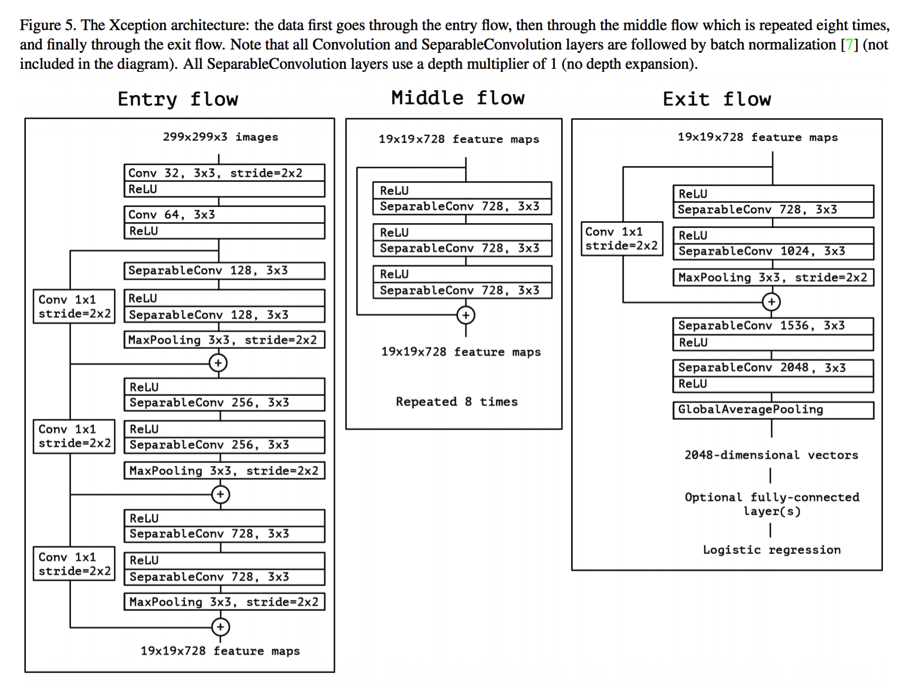 Figure 5. The Xception architecture: the data first goes through the entry flow, then through the middle flow which is repeated eight times,
and finally through the exit flow. Note that all Convolution and SeparableConvolution layers are followed by batch normalization [7] (not
included in the diagram). All SeparableConvolution layers use a depth multiplier of 1 (no depth expansion).
Entry flow
299x299x3 images
Conv 32, 3x3, stride=2x2
ReLU
Conv 64, 3x3
ReLU
SeparableConv 128, 3x3
Conv 1x1
stride=2x2
ReLU
SeparableConv 128, 3x3
MaxPooling 3x3, stride=2x2
+
ReLU
SeparableConv 256, 3x3
Conv 1x1
stride=2x2
ReLU
SeparableConv 256, 3x3
MaxPooling 3x3, stride=2x2
+
ReLU
SeparableConv 728, 3x3
Conv 1x1
stride=2x2
ReLU
SeparableConv 728, 3x3
MaxPooling 3x3, stride=2x2
+
19x19x728 feature maps
Middle flow
19x19x728 feature maps
ReLU
SeparableConv 728, 3x3
ReLU
SeparableConv 728, 3x3
ReLU
SeparableConv 728, 3x3
+
19x19x728 feature maps
Repeated 8 times
Exit flow
19x19x728 feature maps
ReLU
SeparableConv 728, 3x3
Conv 1x1
stride=2x2
ReLU
SeparableConv 1024, 3x3
MaxPooling 3x3, stride=2x2
+
SeparableConv 1536, 3x3
ReLU
SeparableConv 2048, 3x3
ReLU
GlobalAveragePooling
2048-dimensional vectors
Optional fully-connected
layer(s)
Logistic regression